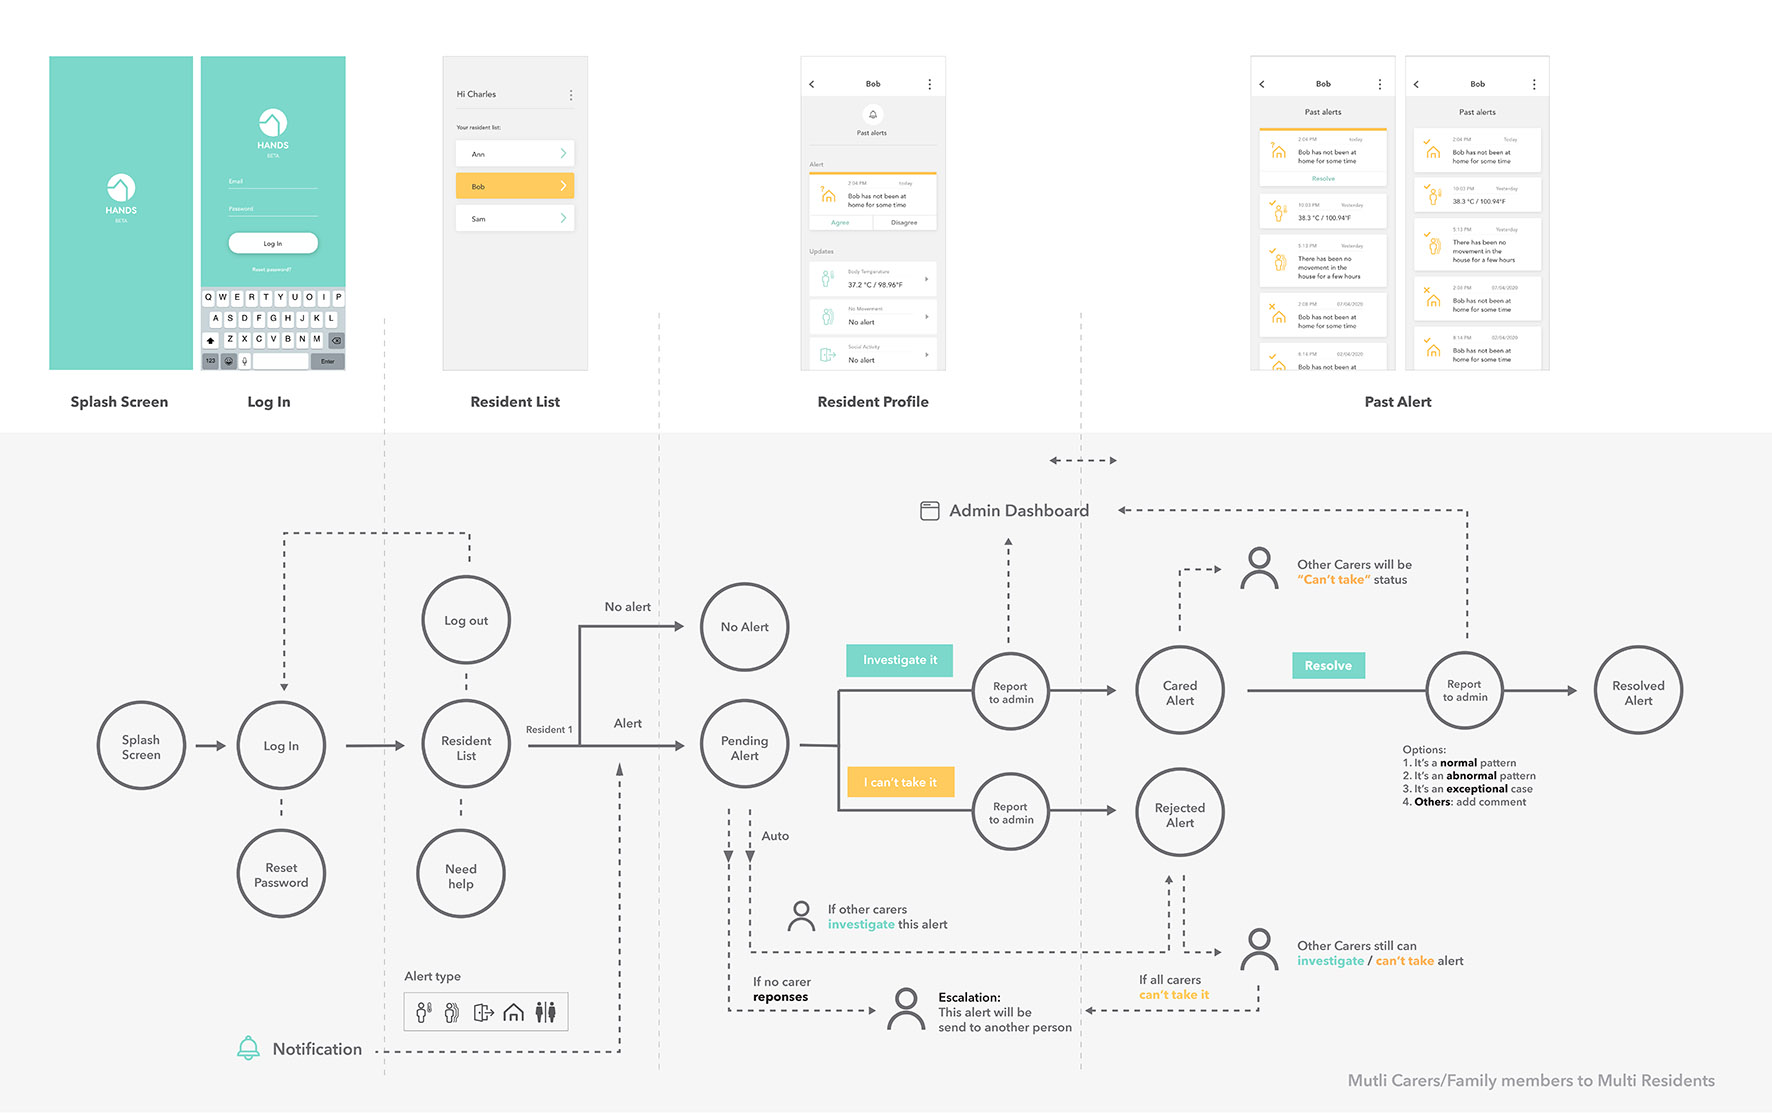 HANDS
BETA
HANDS
BETA
Email
Password
Log In
Reset password?
Q W E R T Y U O I P
A S D F G H J K L
Z X C V B N M
123
Enter
Splash Screen
Log In
Hi Charles
Your resident list:
Ann
Bob
Sam
Resident List
Bob
Past alerts
Alert
2:04 PM today
Bob has not been at
home for some time
Agree Disagree
Updates
Body Temperature
37.2 °C / 98.96°F
No Movement
No alert
Social Activity
No alert
Resident Profile
Bob
Past alerts
2:04 PM today
Bob has not been at
home for some time
Resolve
10:03 PM Yesterday
38.3 °C / 100.94°F
5:13 PM Yesterday
There has been no
movement in the
house for a few hours
2:08 PM 07/04/2020
Bob has not been at
home for some time
8:14 PM 02/04/2020
Bob has not been at
Bob
Past alerts
2:04 PM Today
Bob has not been at
home for some time
10:03 PM Yesterday
38.3 °C / 100.94°F
5:13 PM Yesterday
There has been no
movement in the
house for a few hours
2:08 PM 07/04/2020
Bob has not been at
home for some time
8:14 PM 02/04/2020
Bob has not been at
home for some time
Past Alert
Admin Dashboard
Other Carers will be
"Can't take" status
Log out
No alert
No Alert
Investigate it
Report
to admin
Cared
Alert
Resolve
Report
to admin
Resolved
Alert
Splash
Screen
Log In
Resident
List
Resident 1
Alert
Pending
Alert
I can't take it
Report
to admin
Rejected
Alert
Options:
1. It's a normal pattern
2. It's an abnormal pattern
3. It's an exceptional case
4. Others: add comment
Reset
Password
Need
help
Auto
If other carers
investigate this alert
Other Carers still can
investigate / can't take alert
Alert type
If no carer
reponses
Escalation:
This alert will be
send to another person
If all carers
can't take it
Notification
Mutli Carers/Family members to Multi Residents